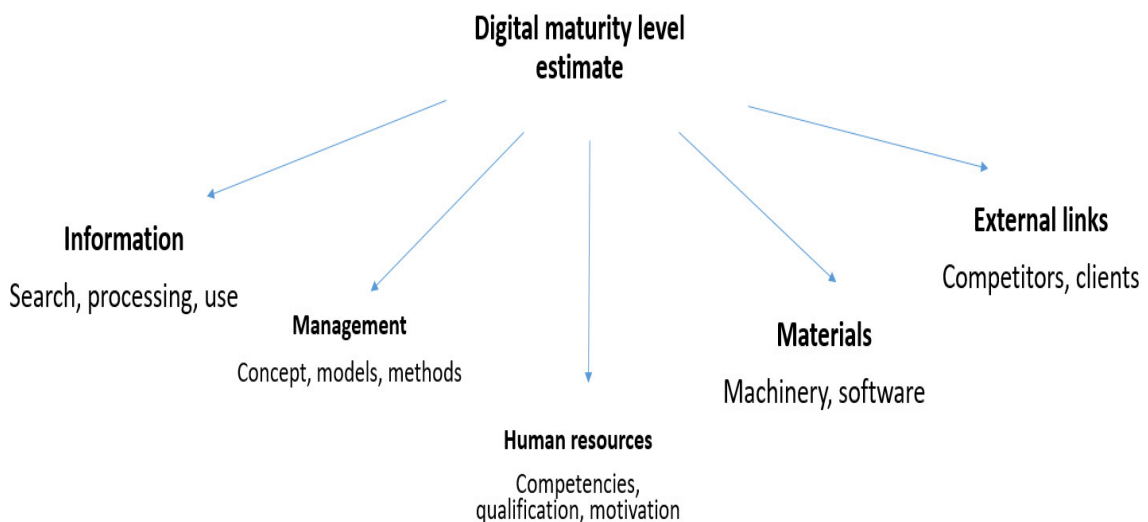 Digital maturity level
estimate
Information
Search, processing, use
Management
Concept, models, methods
Human resources
Competencies,
qualification, motivation
Materials
Machinery, software
External links
Competitors, clients